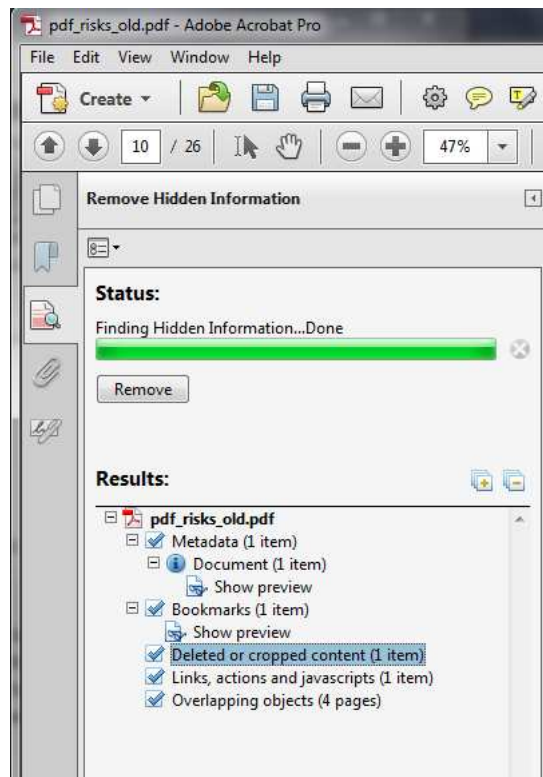 pdf_risks_old.pdf - Adobe Acrobat Pro
File Edit View Window Help
Create
10 / 26 47%
Remove Hidden Information
Status:
Finding Hidden Information...Done
Remove
Results:
pdf_risks_old.pdf
Metadata (1 item)
Document (1 item)
Show preview
Bookmarks (1 item)
Show preview
Deleted or cropped content (1 item)
Links, actions and javascripts (1 item)
Overlapping objects (4 pages)